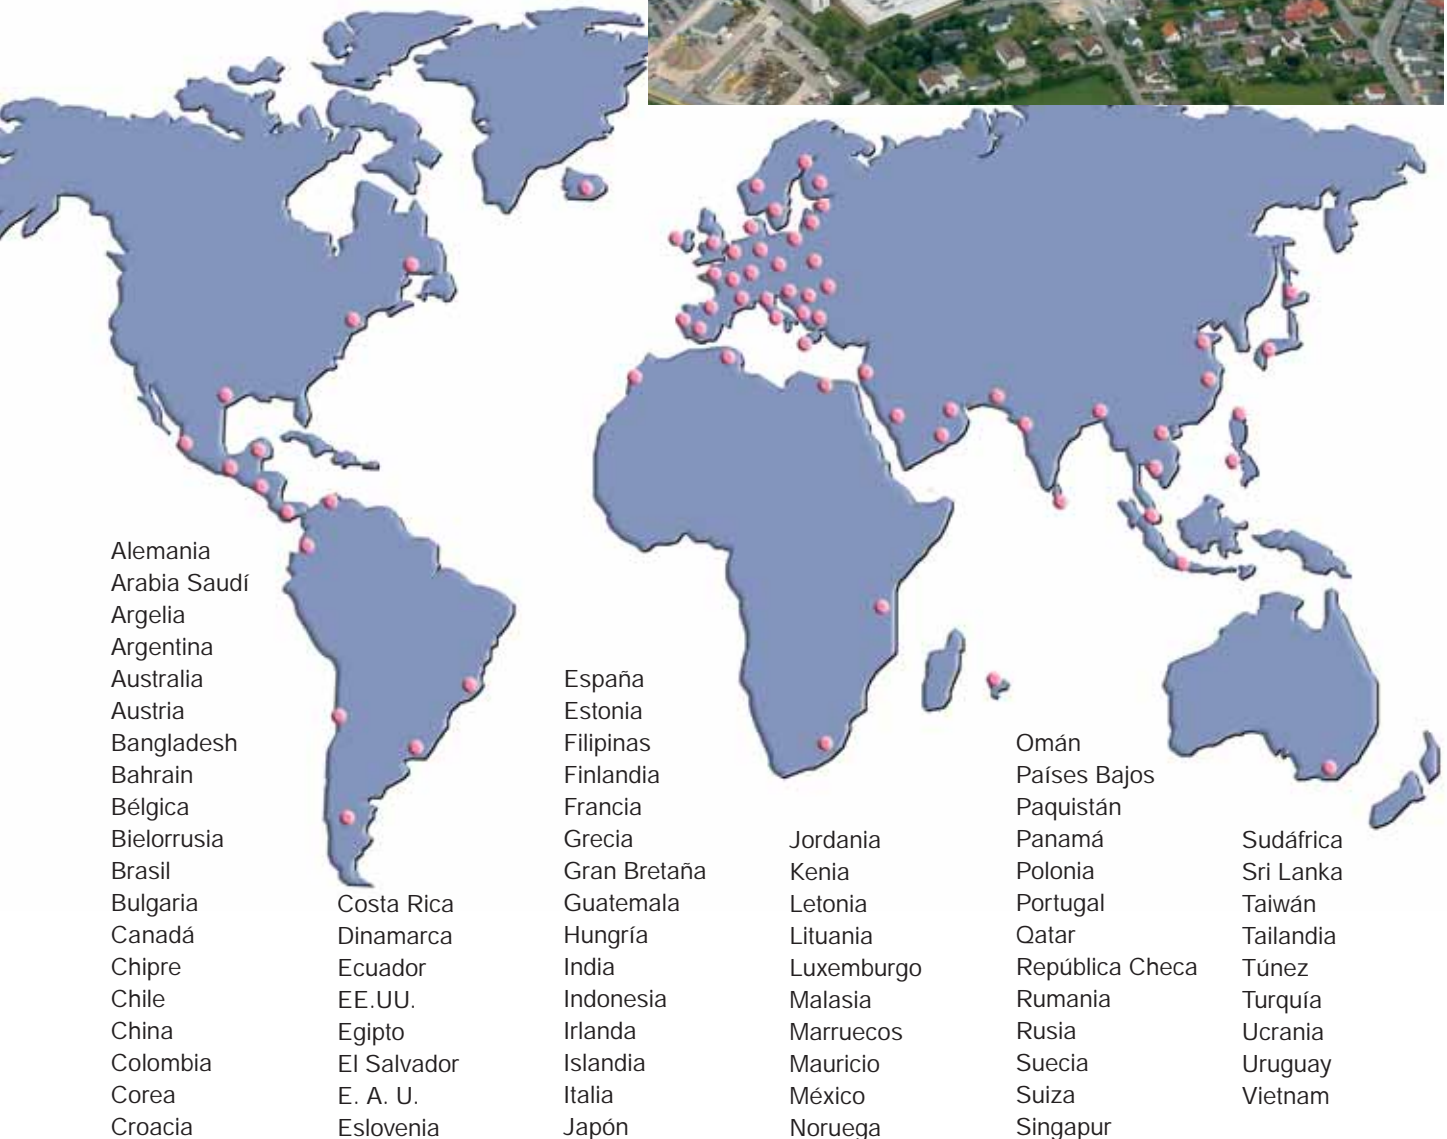 Alemania
Arabia Saudí
Argelia
Argentina
Australia
Austria
Bangladesh
Bahrain
Bélgica
Bielorrusia
Brasil
Bulgaria
Canadá
Chipre
Chile
China
Colombia
Corea
Croacia
Costa Rica
Dinamarca
Ecuador
EE.UU.
Egipto
El Salvador
E. A. U.
Eslovenia
España
Estonia
Filipinas
Finlandia
Francia
Grecia
Gran Bretaña
Guatemala
Hungría
India
Indonesia
Irlanda
Islandia
Italia
Japón
Jordania
Kenia
Letonia
Lituania
Luxemburgo
Malasia
Marruecos
Mauricio
México
Noruega
Omán
Países Bajos
Paquistán
Panamá
Polonia
Portugal
Qatar
República Checa
Rumania
Rusia
Suecia
Suiza
Singapur
Sudáfrica
Sri Lanka
Taiwán
Tailandia
Túnez
Turquía
Ucrania
Uruguay
Vietnam